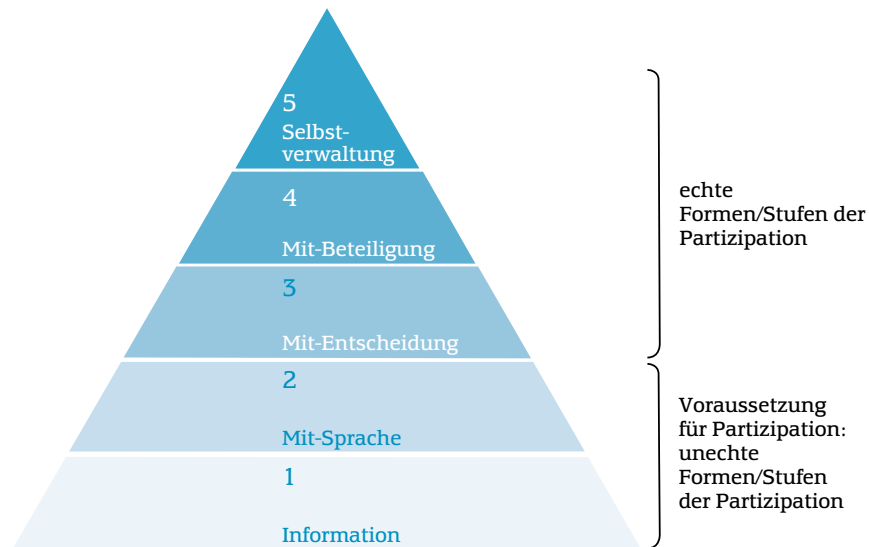 5
Selbst-
verwaltung
4
Mit-Beteiligung
3
Mit-Entscheidung
2
Mit-Sprache
1
Information
echte
Formen/Stufen der
Partizipation
Voraussetzung
für Partizipation:
unechte
Formen/Stufen
der Partizipation